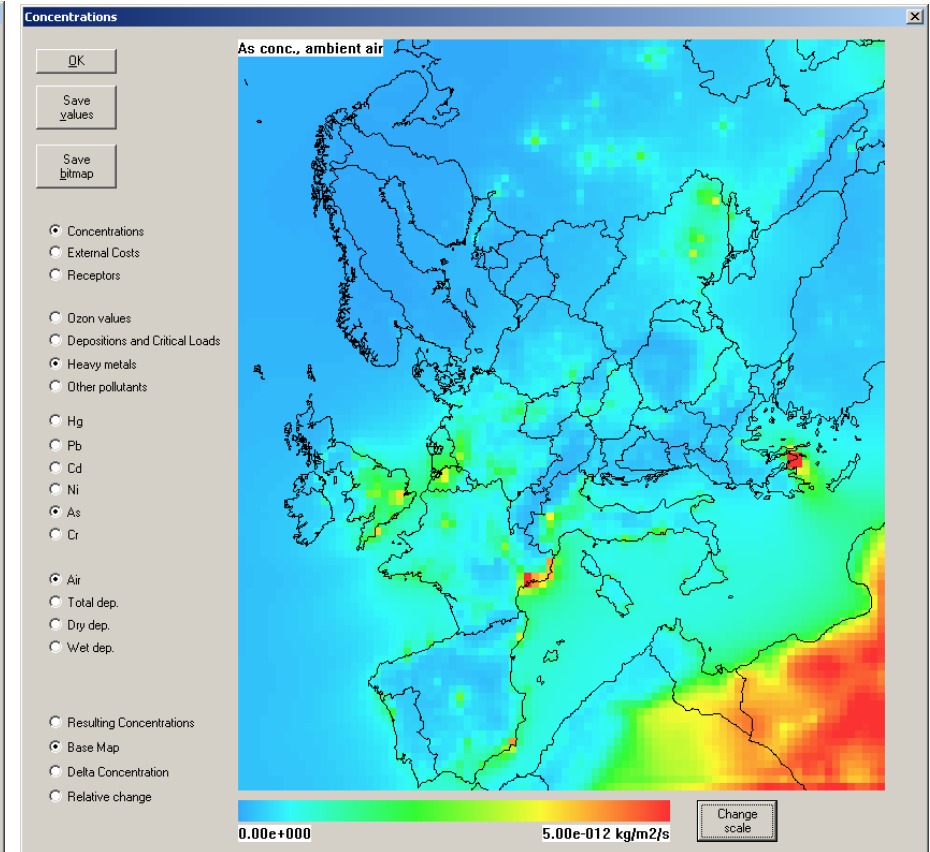 Concentrations
OK
Save
values
Save
bitmap
Concentrations
External Costs
Receptors
Ozon values
Depositions and Critical Loads
Heavy metals
Other pollutants
Hg
Pb
Cd
Ni
As
Cr
Air
Total dep.
Dry dep.
Wet dep.
Resulting Concentrations
Base Map
Delta Concentration
Relative change
As conc., ambient air
0.00e+000
5.00e-012 kg/m2/s
Change
scale